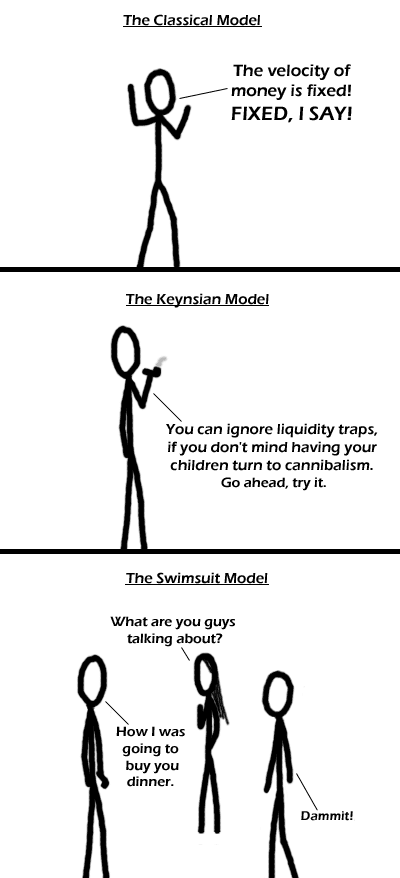 The Classical Model
The velocity of
money is fixed!
FIXED, I SAY!
The Keynsian Model
You can ignore liquidity traps,
if you don't mind having your
children turn to cannibalism.
Go ahead, try it.
The Swimsuit Model
What are you guys
talking about?
How I was
going to
buy you
dinner.
Dammit!